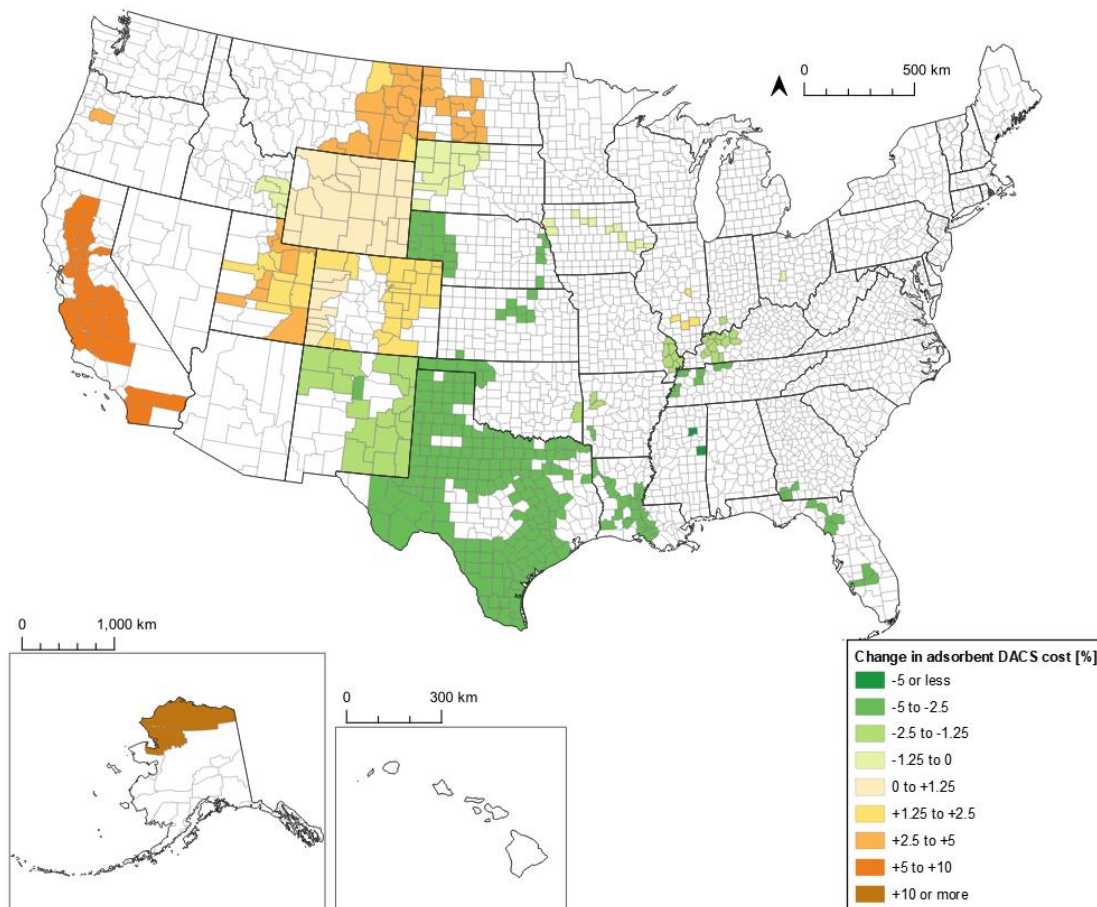 0 500 km
0 1,000 km
0 300 km
Change in adsorbent DACS cost [%]
-5 or less
-5 to -2.5
-2.5 to -1.25
-1.25 to 0
0 to +1.25
+1.25 to +2.5
+2.5 to +5
+5 to +10
+10 or more